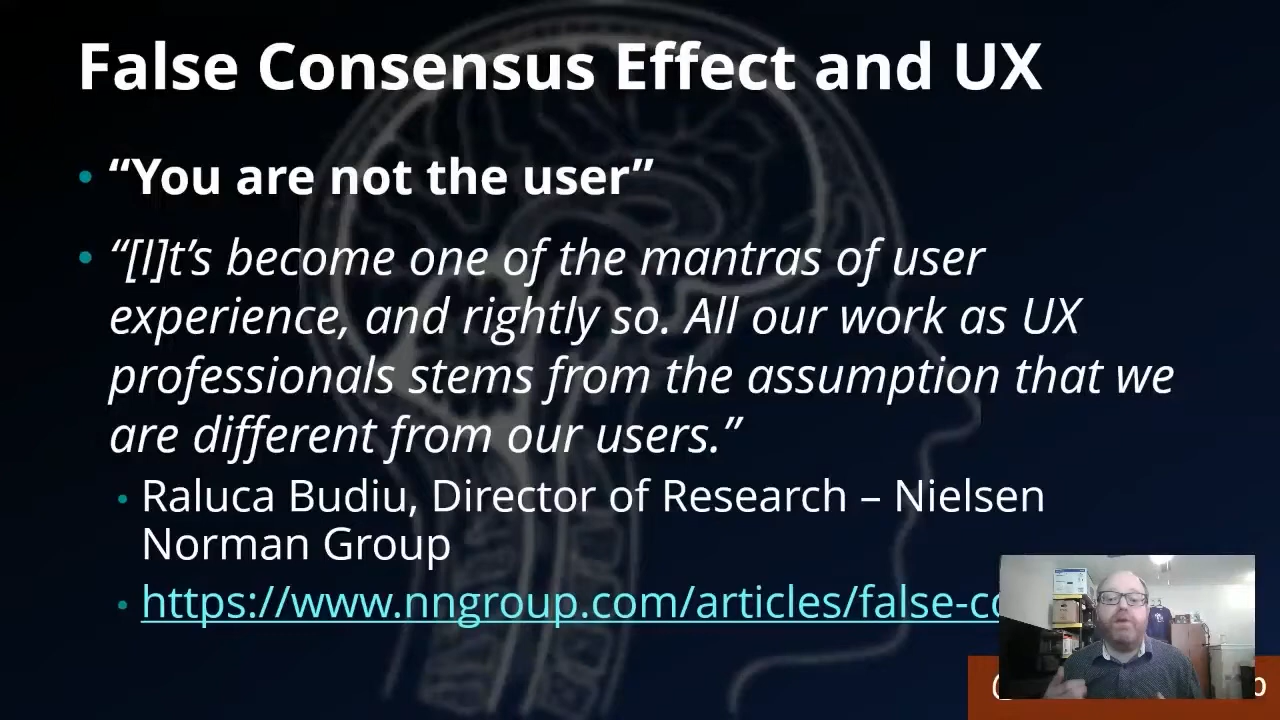 False Consensus Effect and UX
• “You are not the user”
• “[I]t’s become one of the mantras of user
experience, and rightly so. All our work as UX
professionals stems from the assumption that we
are different from our users.”
• Raluca Budiu, Director of Research – Nielsen
Norman Group
• https://www.nngroup.com/articles/false-co